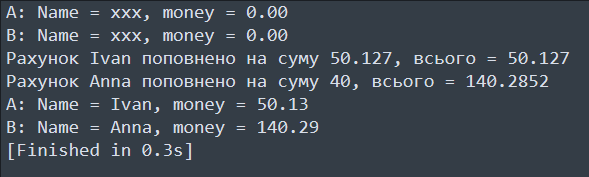 A: Name = xxx, money = 0.00
B: Name = xxx, money = 0.00
Рахунок Ivan поповнено на суму 50.127, всього = 50.127
Рахунок Anna поповнено на суму 40, всього = 140.2852
A: Name = Ivan, money = 50.13
B: Name = Anna, money = 140.29
[Finished in 0.3s]